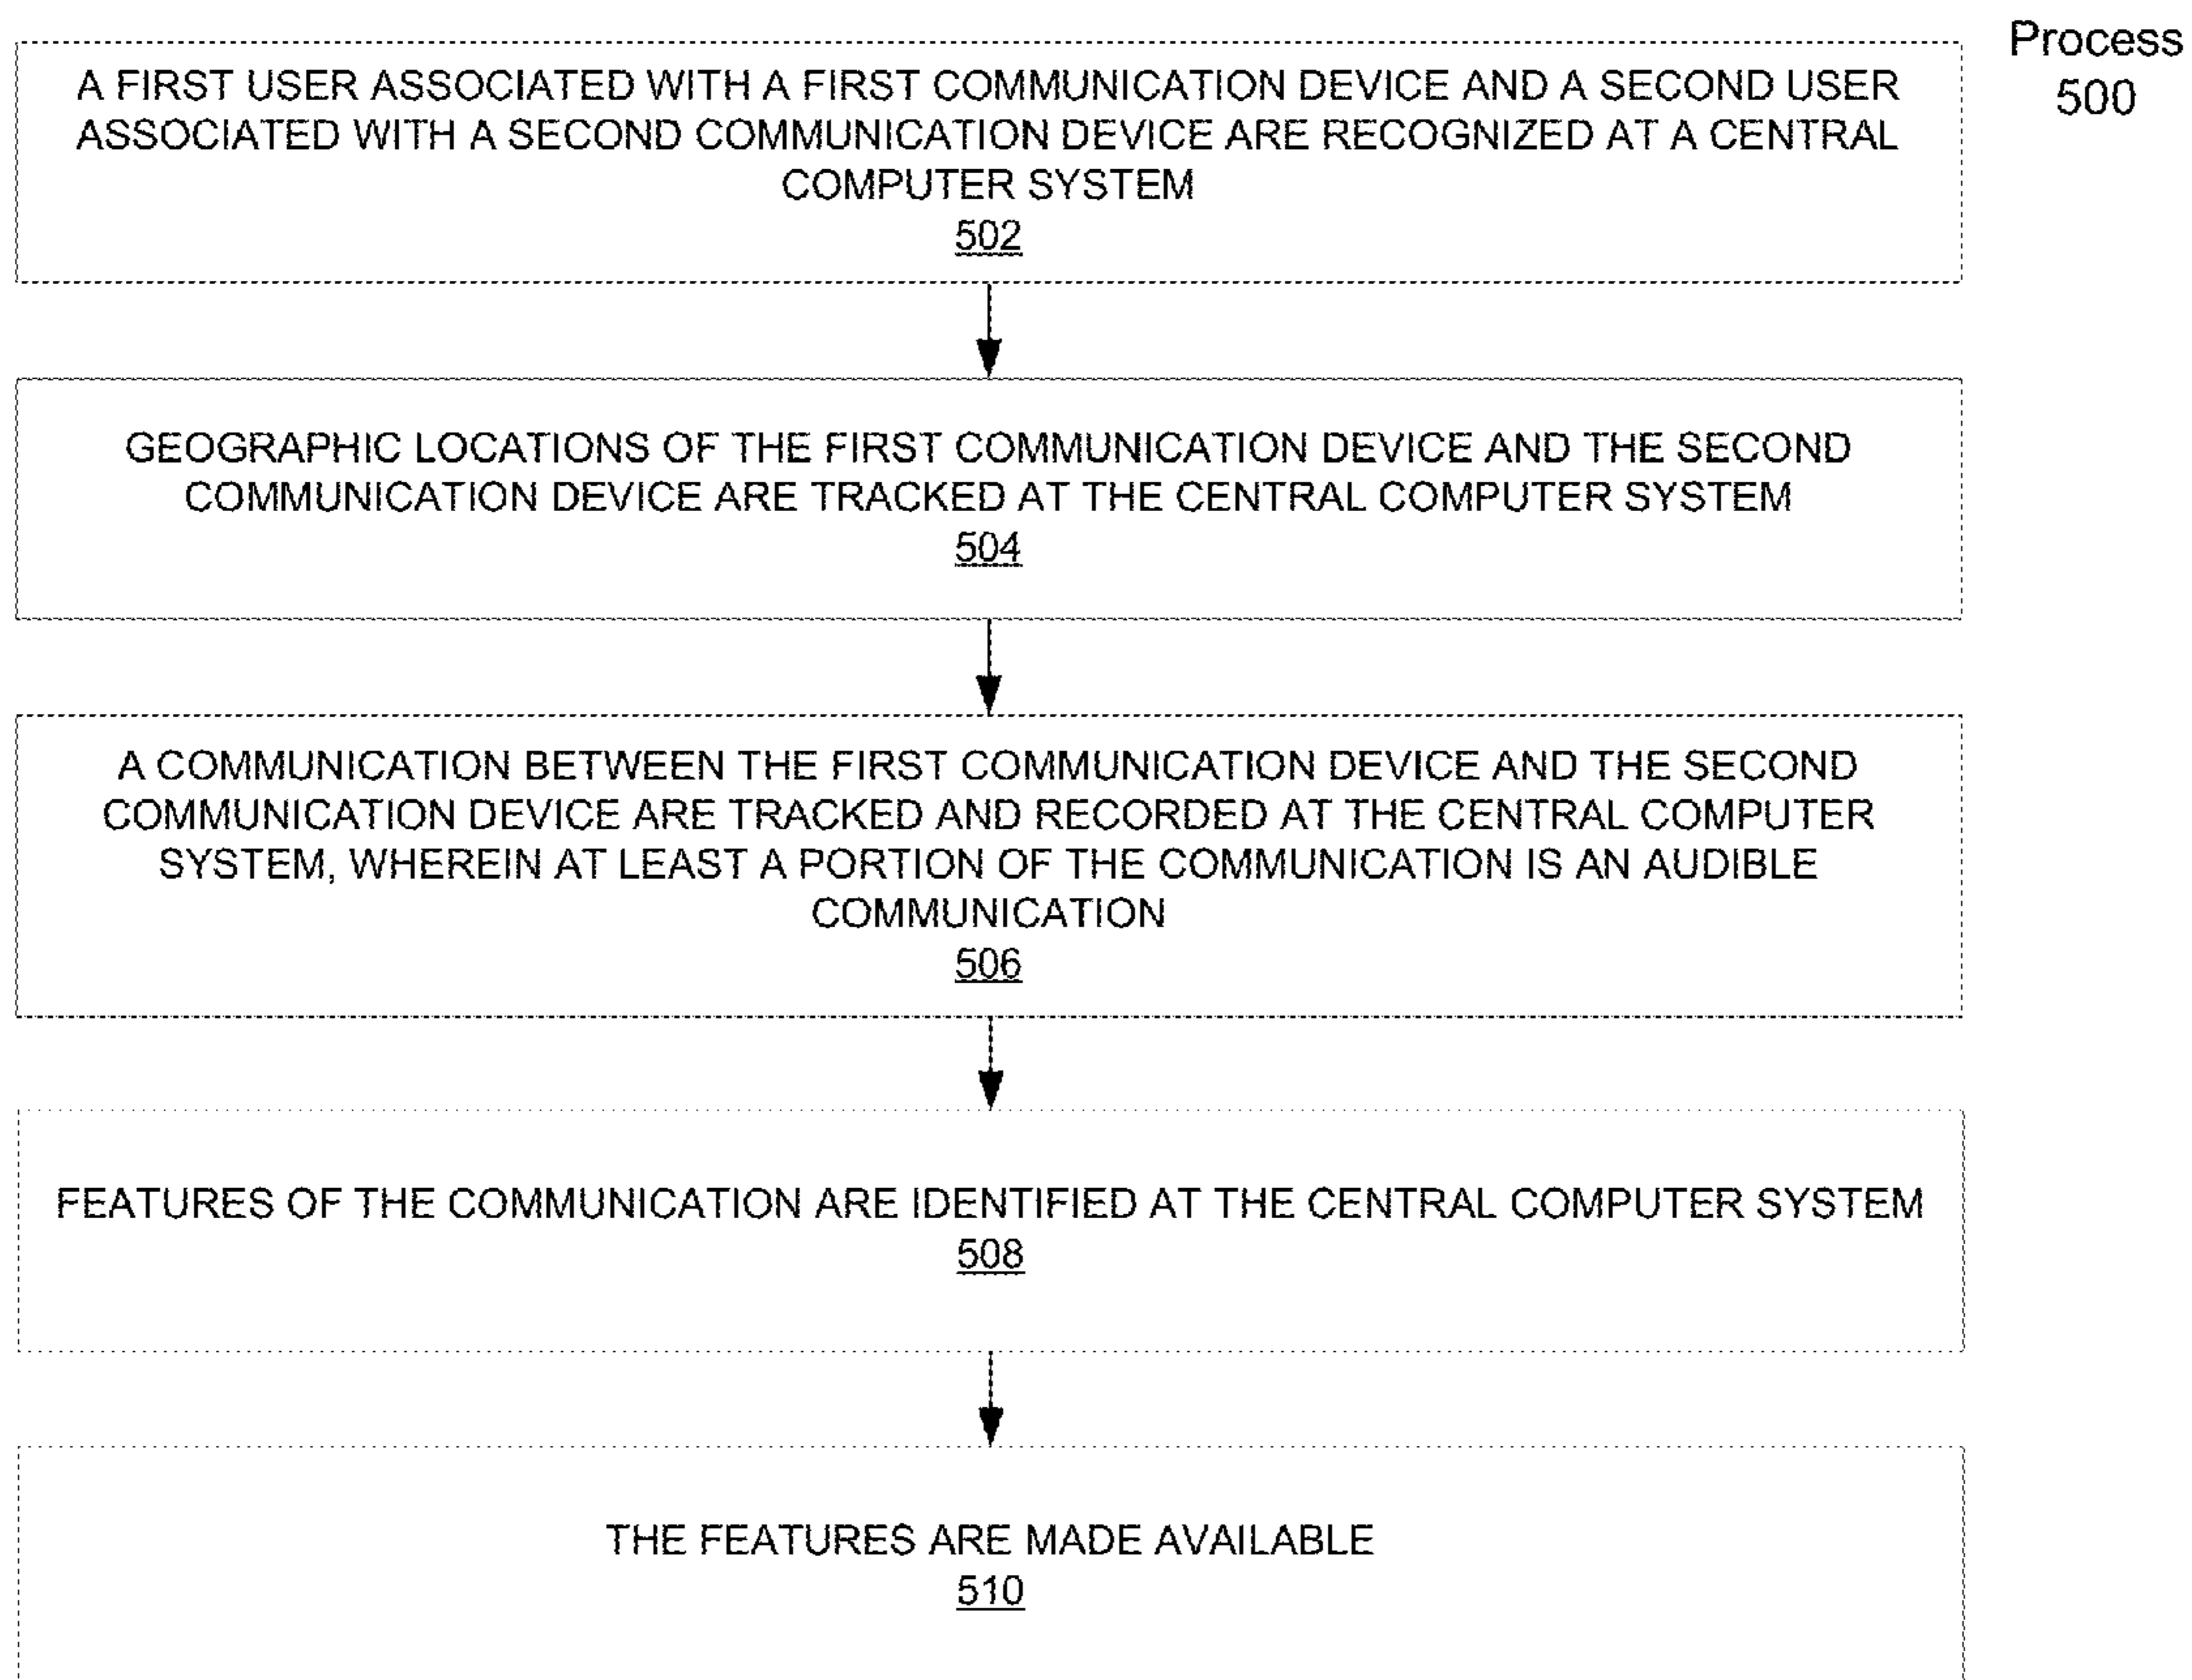 Process
500
A FIRST USER ASSOCIATED WITH A FIRST COMMUNICATION DEVICE AND A SECOND USER
ASSOCIATED WITH A SECOND COMMUNICATION DEVICE ARE RECOGNIZED AT A CENTRAL
COMPUTER SYSTEM
502
GEOGRAPHIC LOCATIONS OF THE FIRST COMMUNICATION DEVICE AND THE SECOND
COMMUNICATION DEVICE ARE TRACKED AT THE CENTRAL COMPUTER SYSTEM
504
A COMMUNICATION BETWEEN THE FIRST COMMUNICATION DEVICE AND THE SECOND
COMMUNICATION DEVICE ARE TRACKED AND RECORDED AT THE CENTRAL COMPUTER
SYSTEM, WHEREIN AT LEAST A PORTION OF THE COMMUNICATION IS AN AUDIBLE
COMMUNICATION
506
FEATURES OF THE COMMUNICATION ARE IDENTIFIED AT THE CENTRAL COMPUTER SYSTEM
508
THE FEATURES ARE MADE AVAILABLE
510